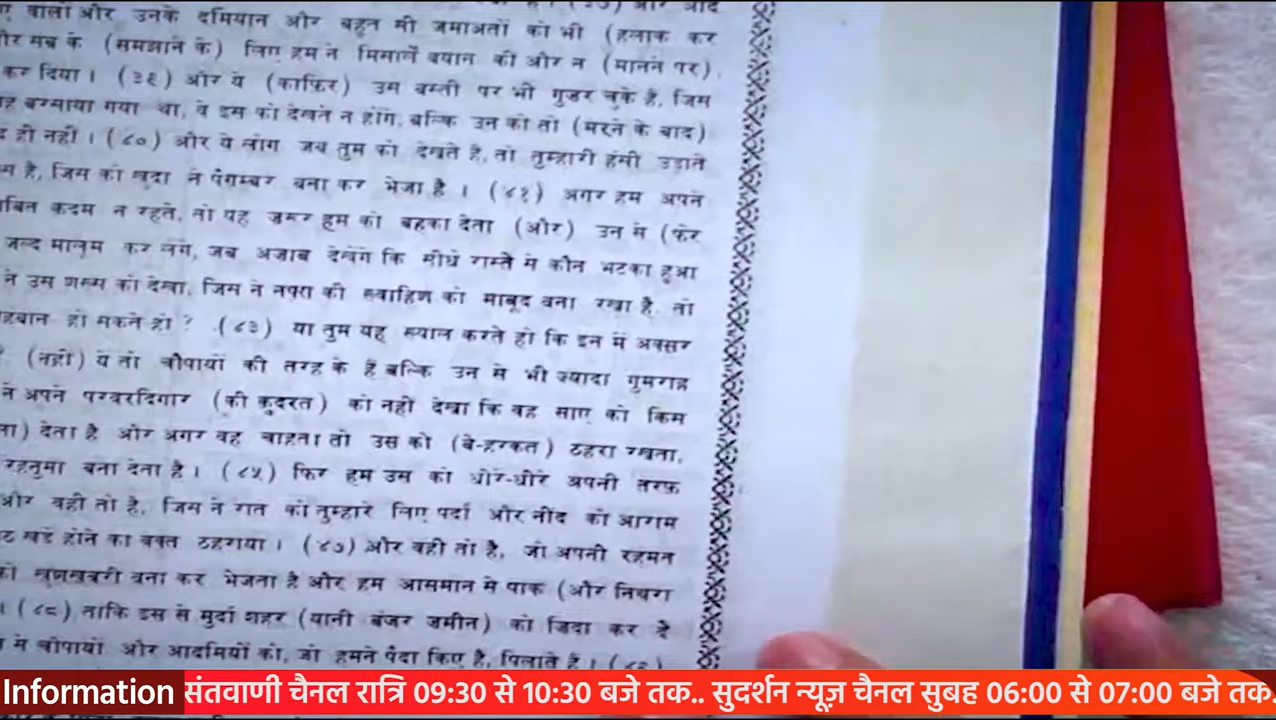 ए वालों और उनके दर्मियान और बहुत सी जमाअतों को भी (हलाक कर
और सब के (समझाने के) लिए हम ने मिसालें बयान कीं और न (मानने पर)
कर दिया। (३९) और ये (काफ़िर) उस बस्ती पर भी गुज़र चुके हैं, जिस
बरसाया गया था, वे इस को देखते न होंगे, बल्कि उन को तो (मरने के बाद)
ही नहीं। (४०) और ये लोग जब तुम को देखते हैं, तो तुम्हारी हंसी उड़ाते
है, जिस को खुदा ने पैग़म्बर बना कर भेजा है। (४१) अगर हम अपने
कदम न रहते, तो यह ज़रूर हम को बहका देता (और) उन से (फेर
जल्द मालूम कर लेंगे, जब अज़ाब देखेंगे कि सीधे रास्ते से कौन भटका हुआ
ने उस शख्स को देखा, जिस ने नफ़्स की ख्वाहिश को माबूद बना रखा है, तो
हो सकते हो? (४३) या तुम यह ख्याल करते हो कि इन में अक्सर
(नहीं) ये तो चौपायों की तरह के हैं बल्कि उन से भी ज्यादा गुमराह
ने अपने परवरदिगार (की कुदरत) को नहीं देखा कि वह साए को किस
देता है और अगर वह चाहता तो उस को (बे-हरकत) ठहरा रखता,
रहनुमा बना देता है। (४५) फिर हम उस को धीरे-धीरे अपनी तरफ़
और वही तो है, जिस ने रात को तुम्हारे लिए पर्दा और नींद को आराम
खड़े होने का वक्त ठहराया। (४७) और वही तो है, जो अपनी रहमत
को खुशखबरी बना कर भेजता है और हम आसमान से पाक (और निथरा
। (४८) ताकि इस से मुर्दा शहर (यानी बंजर ज़मीन) को ज़िंदा कर दें
से चौपायों और आदमियों को, जो हमने पैदा किए हैं, पिलाते हैं। (४९)
Information संतवाणी चैनल रात्रि 09:30 से 10:30 बजे तक.. सुदर्शन न्यूज़ चैनल सुबह 06:00 से 07:00 बजे तक